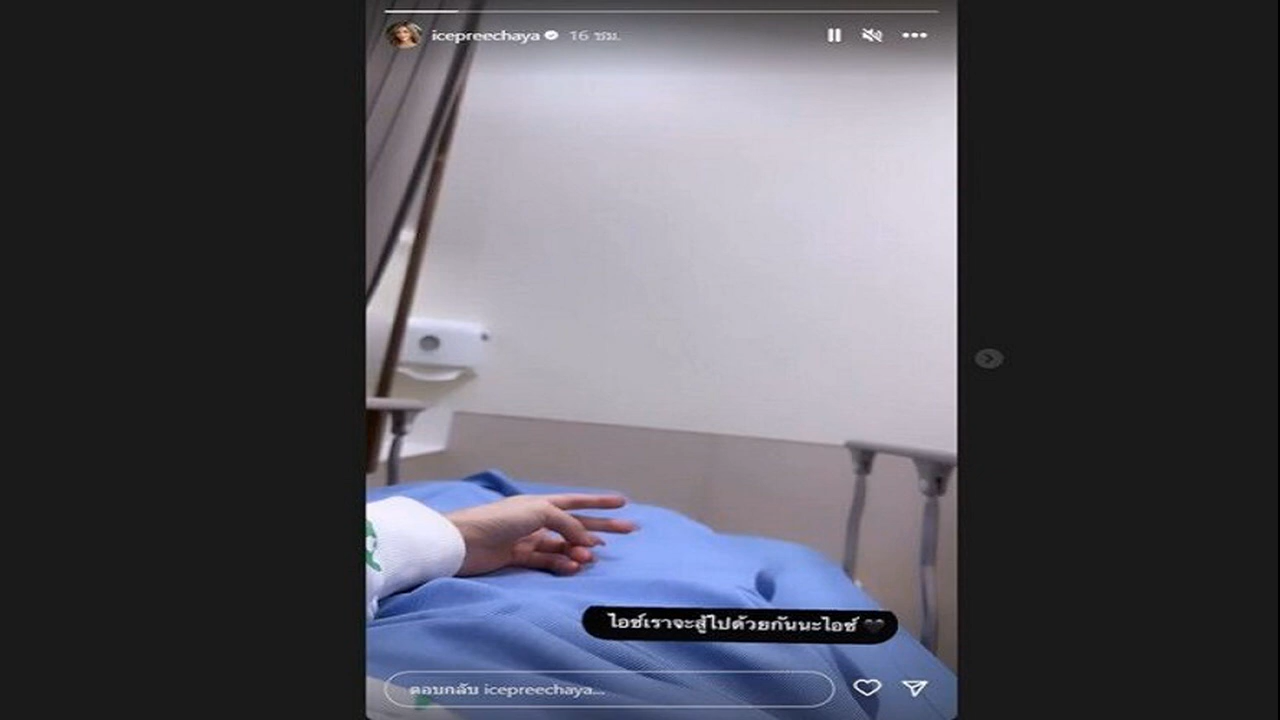 icepreechaya 16 ชม.
ไอซ์เราจะสู้ไปด้วยกันนะไอซ์
ตอบกลับ icepreechaya...